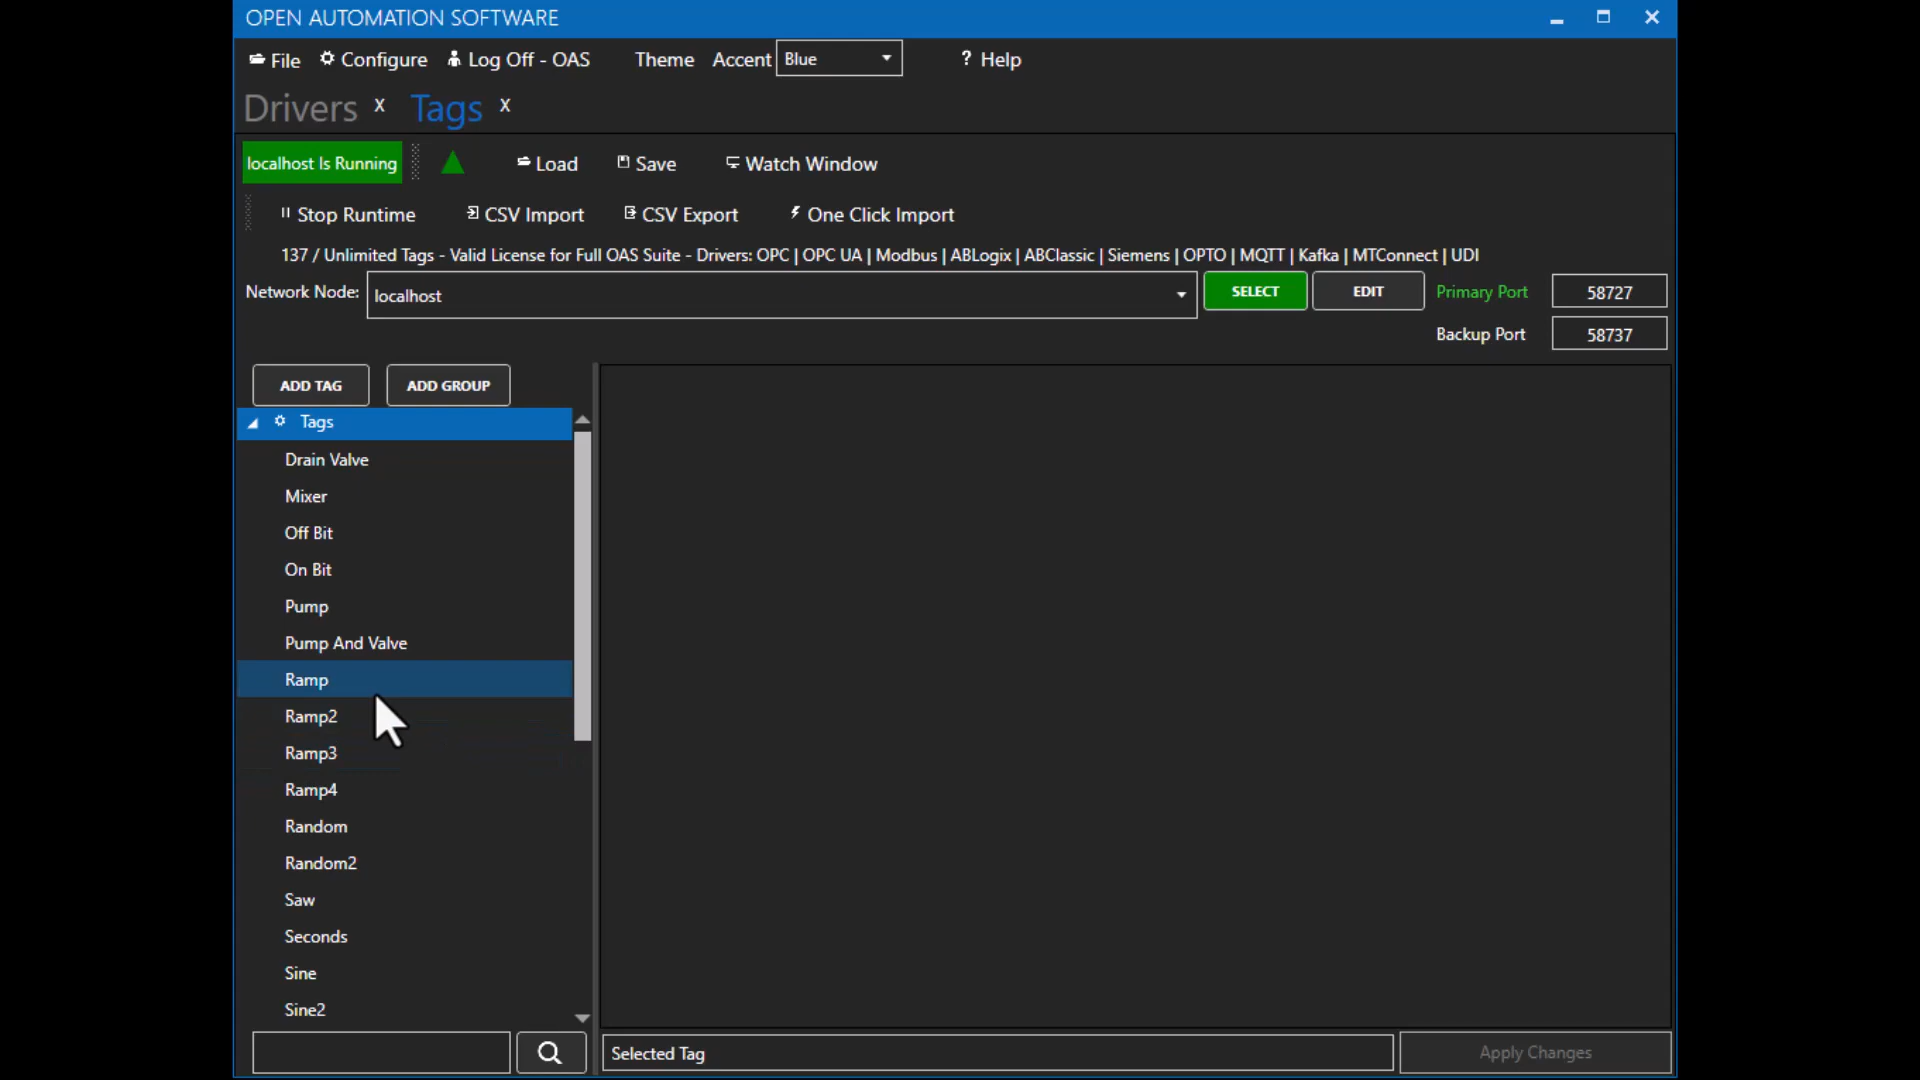 OPEN AUTOMATION SOFTWARE
File Configure Log Off - OAS Theme Accent Blue ? Help
Drivers x Tags x
localhost Is Running Load Save Watch Window
Stop Runtime CSV Import CSV Export One Click Import
137 / Unlimited Tags - Valid License for Full OAS Suite - Drivers: OPC | OPC UA | Modbus | ABLogix | ABClassic | Siemens | OPTO | MQTT | Kafka | MTConnect | UDI
Network Node: localhost SELECT EDIT Primary Port 58727
Backup Port 58737
ADD TAG ADD GROUP
Tags
Drain Valve
Mixer
Off Bit
On Bit
Pump
Pump And Valve
Ramp
Ramp2
Ramp3
Ramp4
Random
Random2
Saw
Seconds
Sine
Sine2
Selected Tag Apply Changes